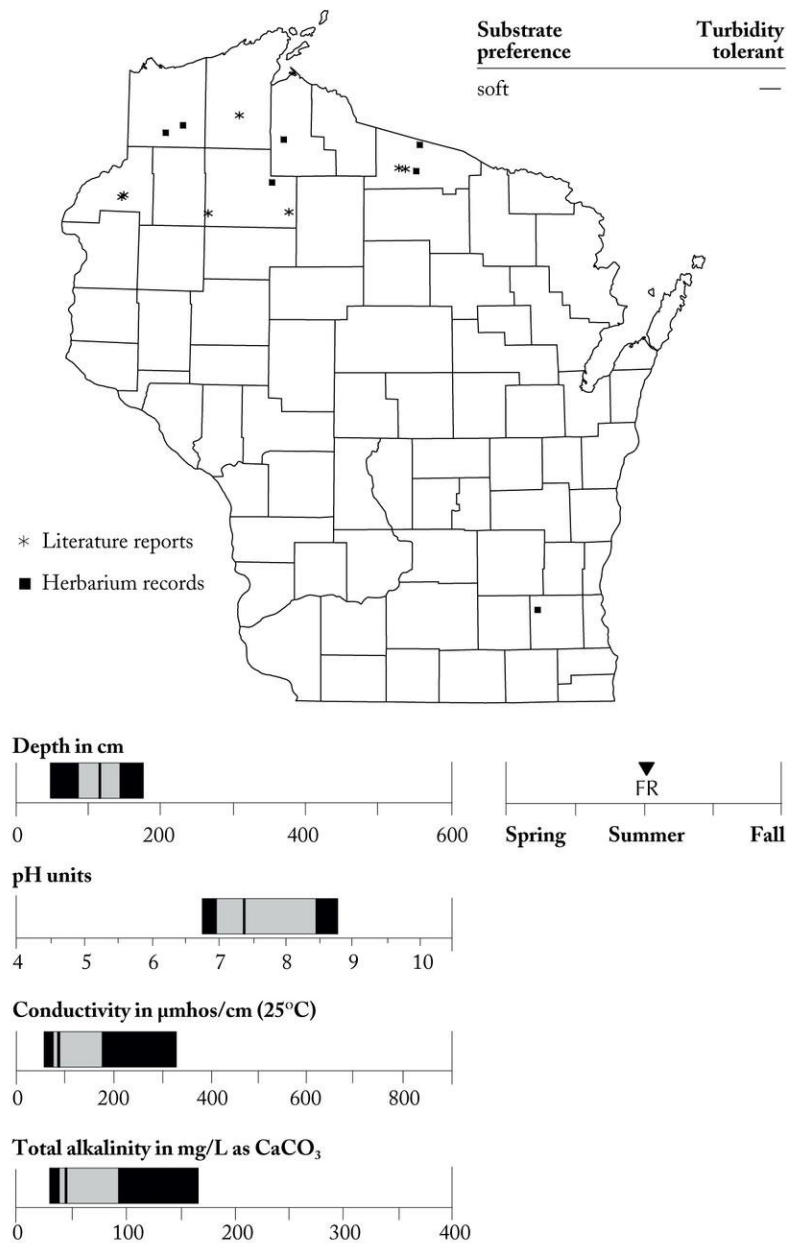 Substrate preference Turbidity tolerant
soft —
* Literature reports
■ Herbarium records
Depth in cm
0 200 400 600
FR
Spring Summer Fall
pH units
4 5 6 7 8 9 10
Conductivity in µmhos/cm (25°C)
0 200 400 600 800
Total alkalinity in mg/L as CaCO₃
0 100 200 300 400